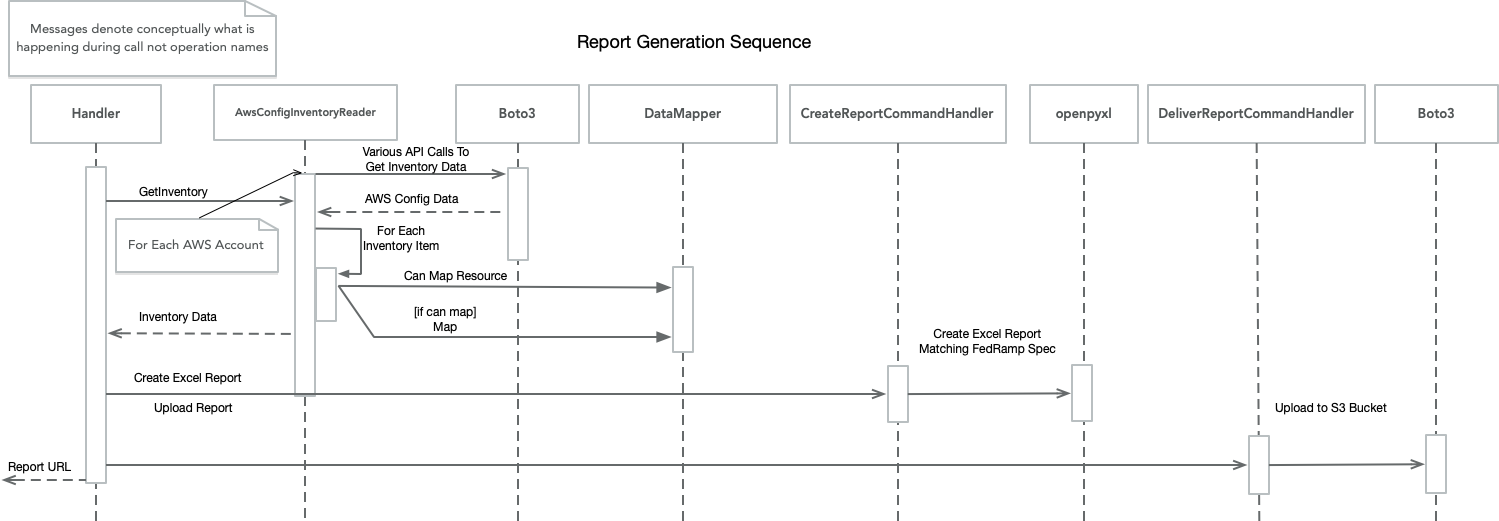 Messages denote conceptually what is
happening during call not operation names
Report Generation Sequence
Handler
AwsConfigInventoryReader
Boto3
DataMapper
CreateReportCommandHandler
openpyxl
DeliverReportCommandHandler
Boto3
Various API Calls To
Get Inventory Data
GetInventory
AWS Config Data
For Each AWS Account
For Each
Inventory Item
Can Map Resource
Inventory Data
[if can map]
Map
Create Excel Report
Matching FedRamp Spec
Create Excel Report
Upload Report
Upload to S3 Bucket
Report URL